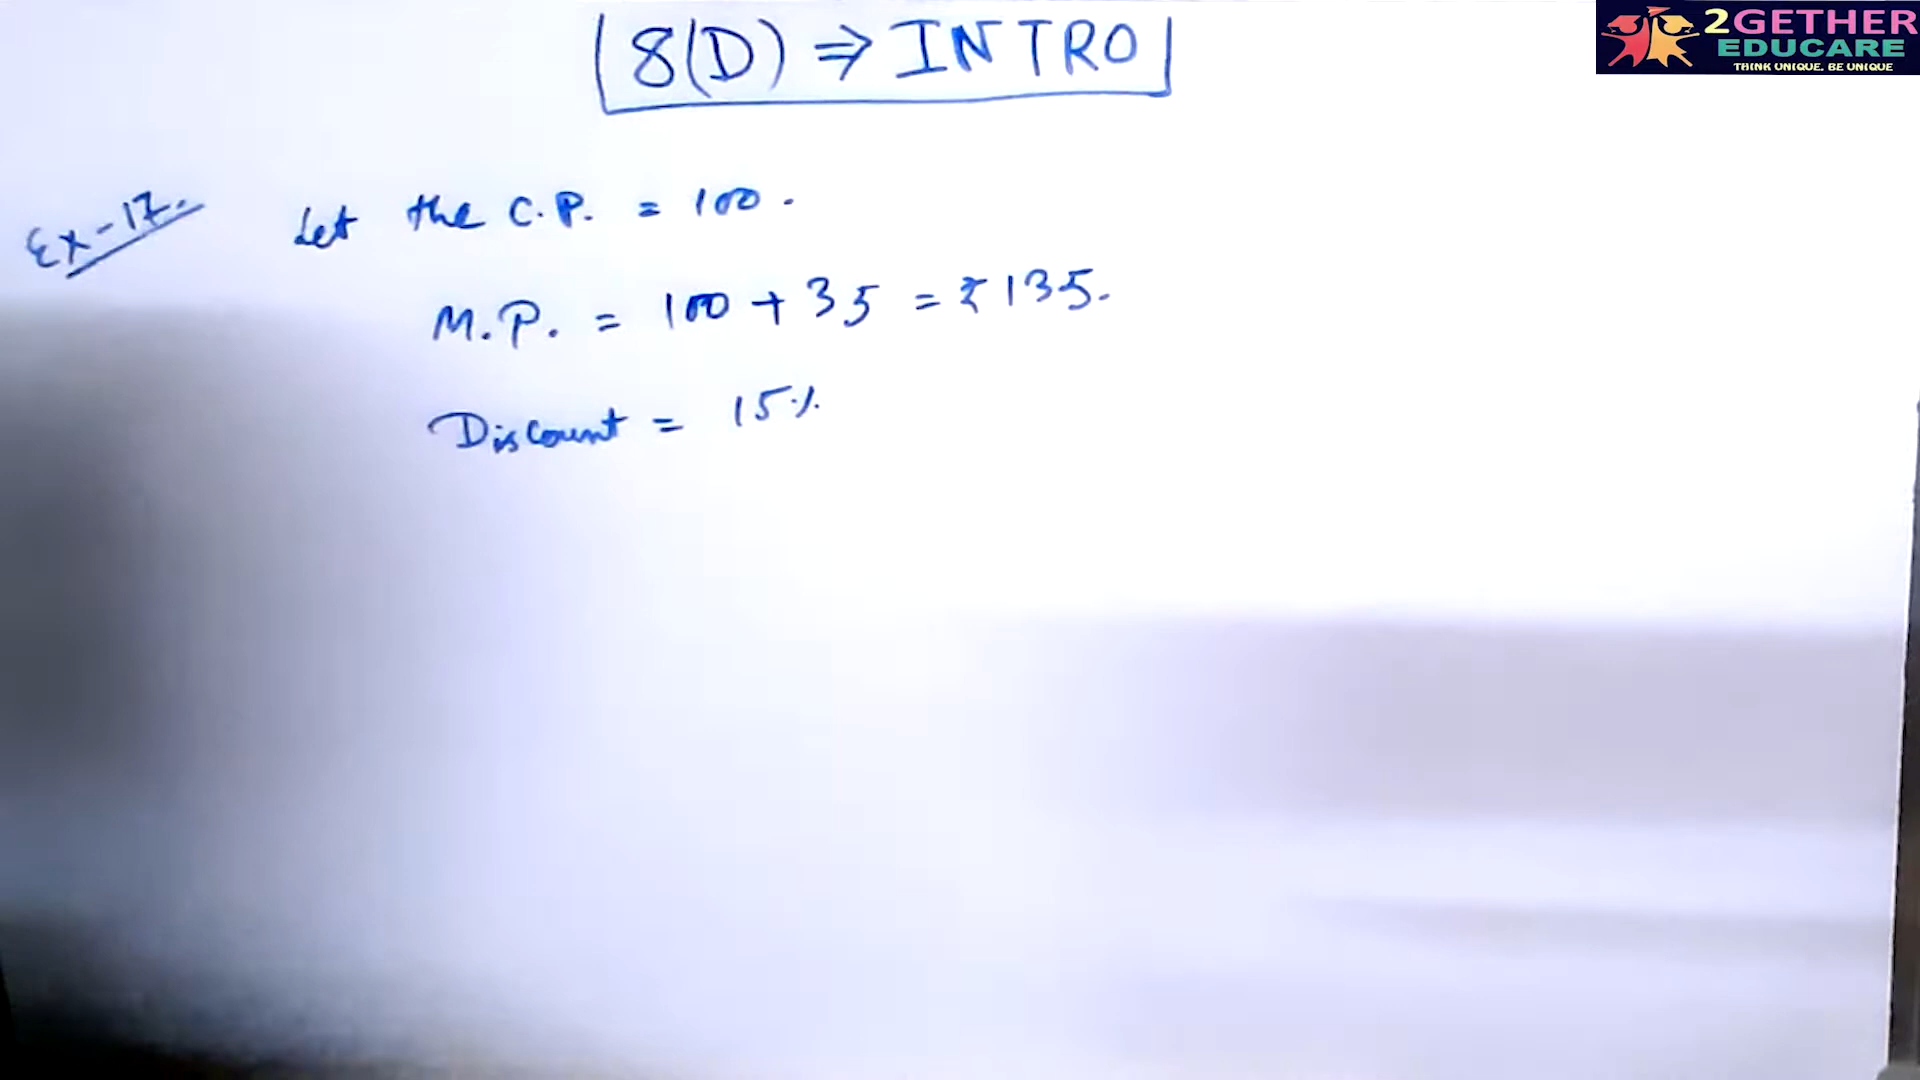 8(D) ⇒ INTRO
2GETHER
EDUCARE
THINK UNIQUE. BE UNIQUE
Ex-17. Let the C.P. = 100.
M.P. = 100 + 35 = ₹135.
Discount = 15%